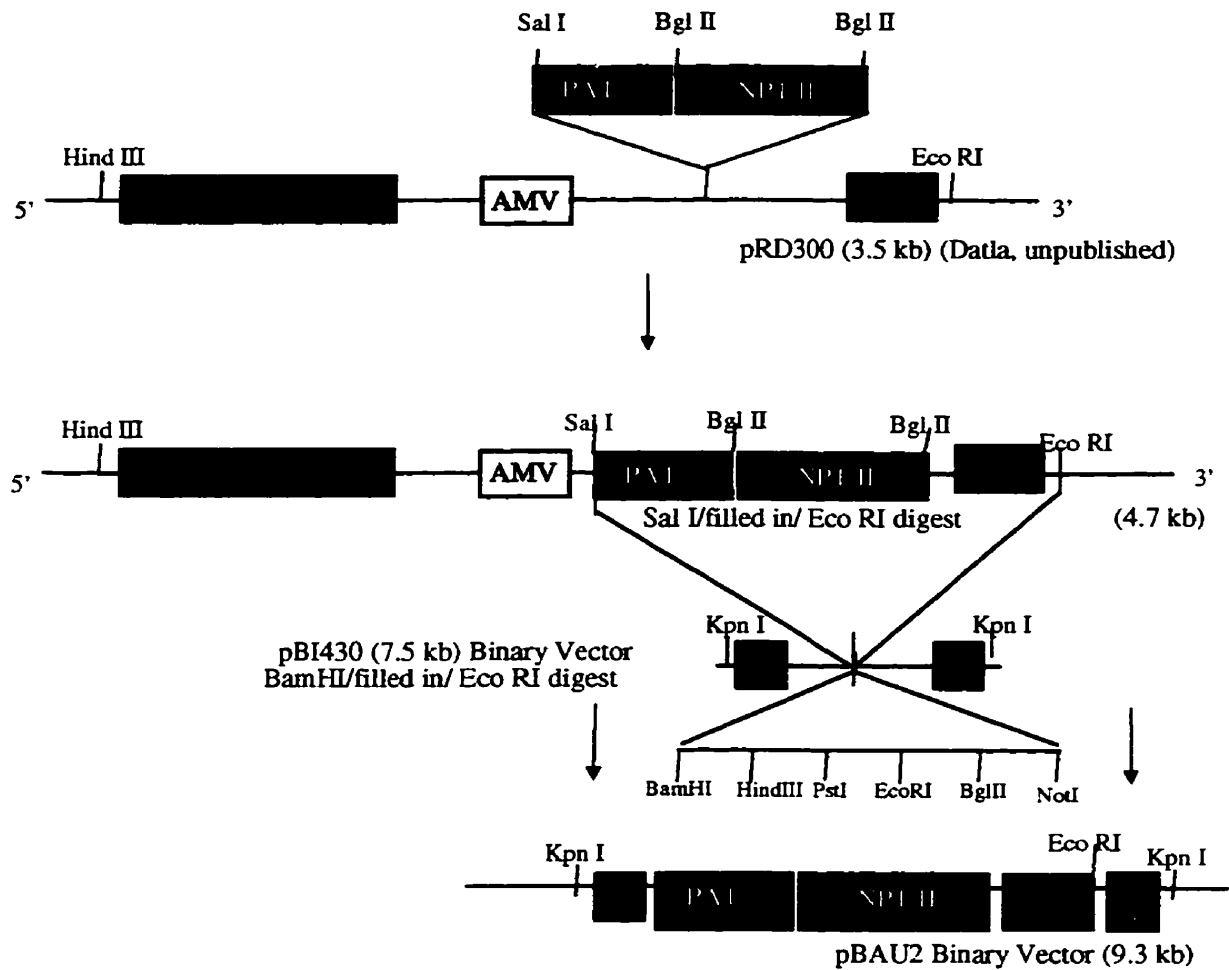 Sal I Bgl II Bgl II
NPT II
Hind III Eco RI
5' AMV 3'
pRD300 (3.5 kb) (Datla, unpublished)
Sal I Bgl II Bgl II
Hind III Eco RI
5' AMV NPT II 3'
Sal I/filled in/ Eco RI digest (4.7 kb)
Kpn I Kpn I
pBI430 (7.5 kb) Binary Vector
BamHI/filled in/ Eco RI digest
BamHI HindIII PstI EcoRI BglII NotI
Kpn I Eco RI Kpn I
NPT II
pBAU2 Binary Vector (9.3 kb)